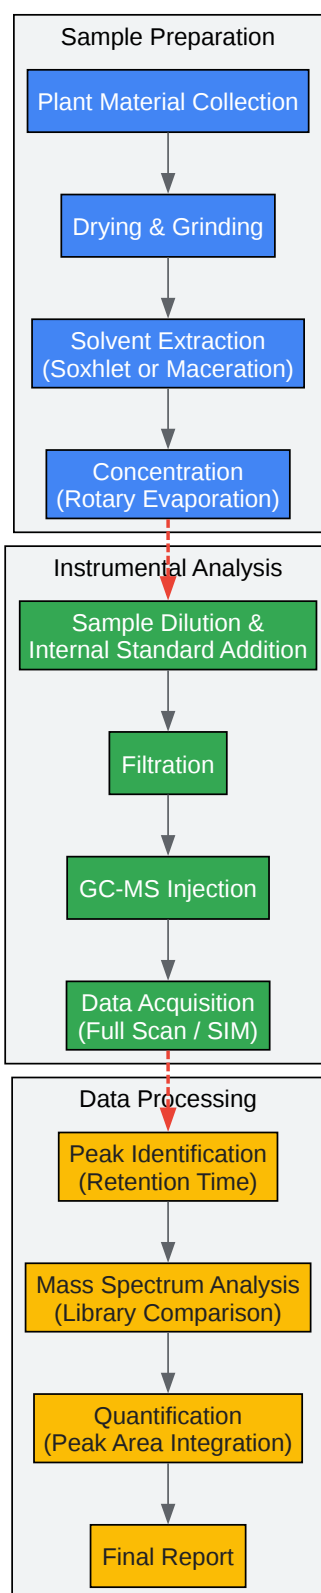 Sample Preparation
Plant Material Collection
Drying & Grinding
Solvent Extraction
(Soxhlet or Maceration)
Concentration
(Rotary Evaporation)
Instrumental Analysis
Sample Dilution &
Internal Standard Addition
Filtration
GC-MS Injection
Data Acquisition
(Full Scan / SIM)
Data Processing
Peak Identification
(Retention Time)
Mass Spectrum Analysis
(Library Comparison)
Quantification
(Peak Area Integration)
Final Report